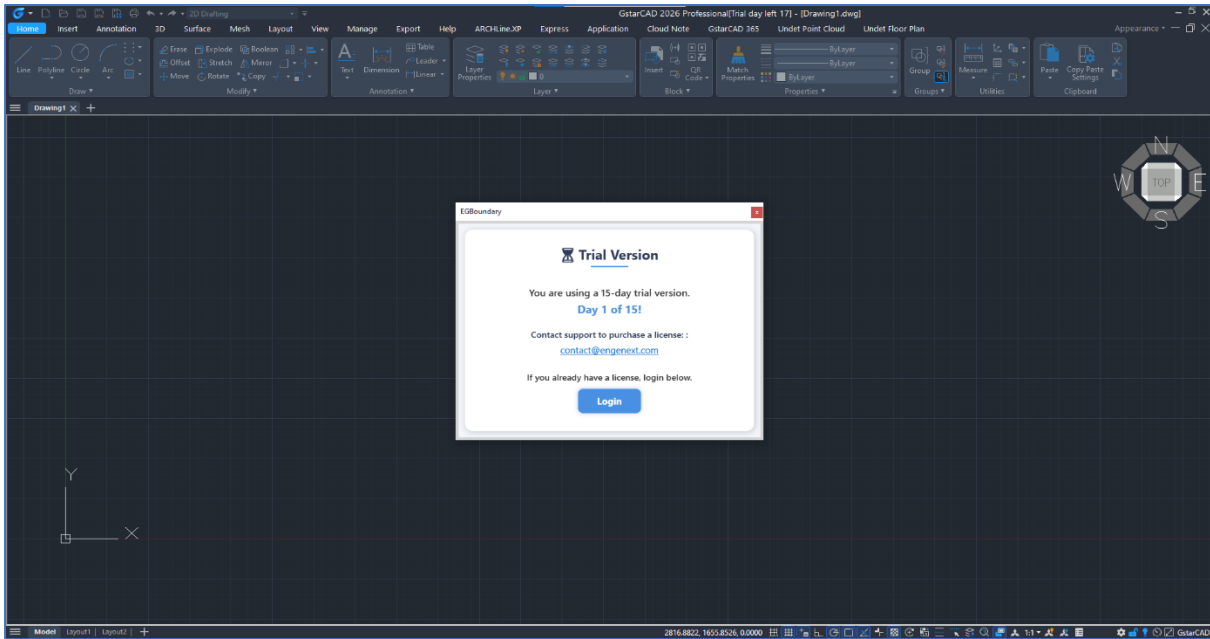 2D Drafting
GstarCAD 2026 Professional[Trial day left 17] - [Drawing1.dwg]
Home Insert Annotation 3D Surface Mesh Layout View Manage Export Help ARCHLine.XP Express Application Cloud Note GstarCAD 365 Undet Point Cloud Undet Floor Plan Appearance
Line Polyline Circle Arc
Erase Explode Boolean
Offset Stretch Mirror
Move Rotate Copy
Text Dimension
Table
Leader
Linear
Layer Properties
0
Insert
QR Code
Match Properties
ByLayer
ByLayer
ByLayer
Group
Measure
Paste
Copy Paste Settings
Draw Modify Annotation Layer Block Properties Groups Utilities Clipboard
Drawing1
N
W TOP E
S
EGBoundary
Trial Version
You are using a 15-day trial version.
Day 1 of 15!
Contact support to purchase a license: :
contact@engenext.com
If you already have a license, login below.
Login
Y
X
Model Layout1 Layout2
2816.8822, 1655.8526, 0.0000
1:1
GstarCAD